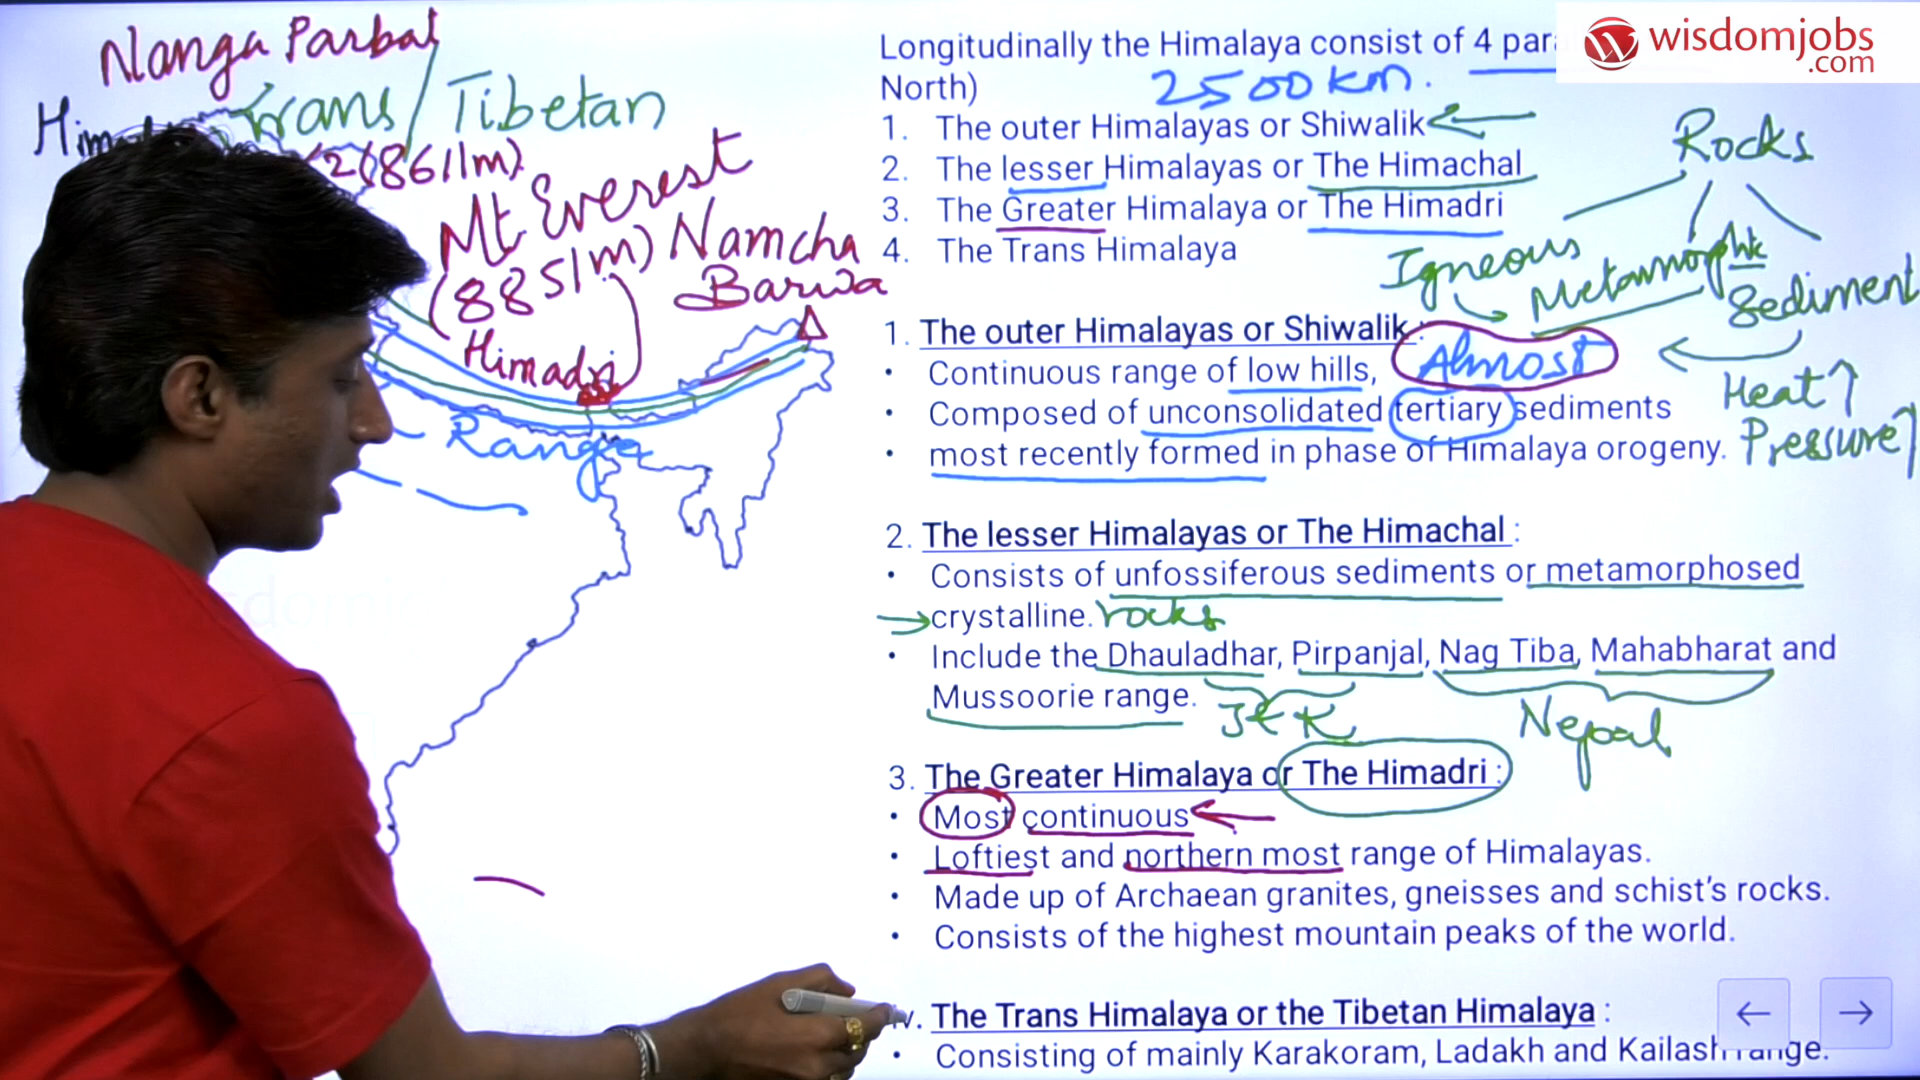 Nanga Parbat
Trans/Tibetan
K2(8611m)
Mt Everest
(8851m)
Namcha
Barwa
Himadri
Range
wisdomjobs
.com
Longitudinally the Himalaya consist of 4
North)
2500 km.
1. The outer Himalayas or Shiwalik
2. The lesser Himalayas or The Himachal
3. The Greater Himalaya or The Himadri
4. The Trans Himalaya
Rocks
Igneous
Metamorphic
Sediment
Heat
Pressure
1. The outer Himalayas or Shiwalik :
Almost
• Continuous range of low hills,
• Composed of unconsolidated tertiary sediments
• most recently formed in phase of Himalaya orogeny.
2. The lesser Himalayas or The Himachal :
• Consists of unfossiferous sediments or metamorphosed
crystalline. rocks
• Include the Dhauladhar, Pirpanjal, Nag Tiba, Mahabharat and
Mussoorie range.
J & K
Nepal
3. The Greater Himalaya or The Himadri :
• Most continuous
• Loftiest and northern most range of Himalayas.
• Made up of Archaean granites, gneisses and schist's rocks.
• Consists of the highest mountain peaks of the world.
iv. The Trans Himalaya or the Tibetan Himalaya :
• Consisting of mainly Karakoram, Ladakh and Kailash range.